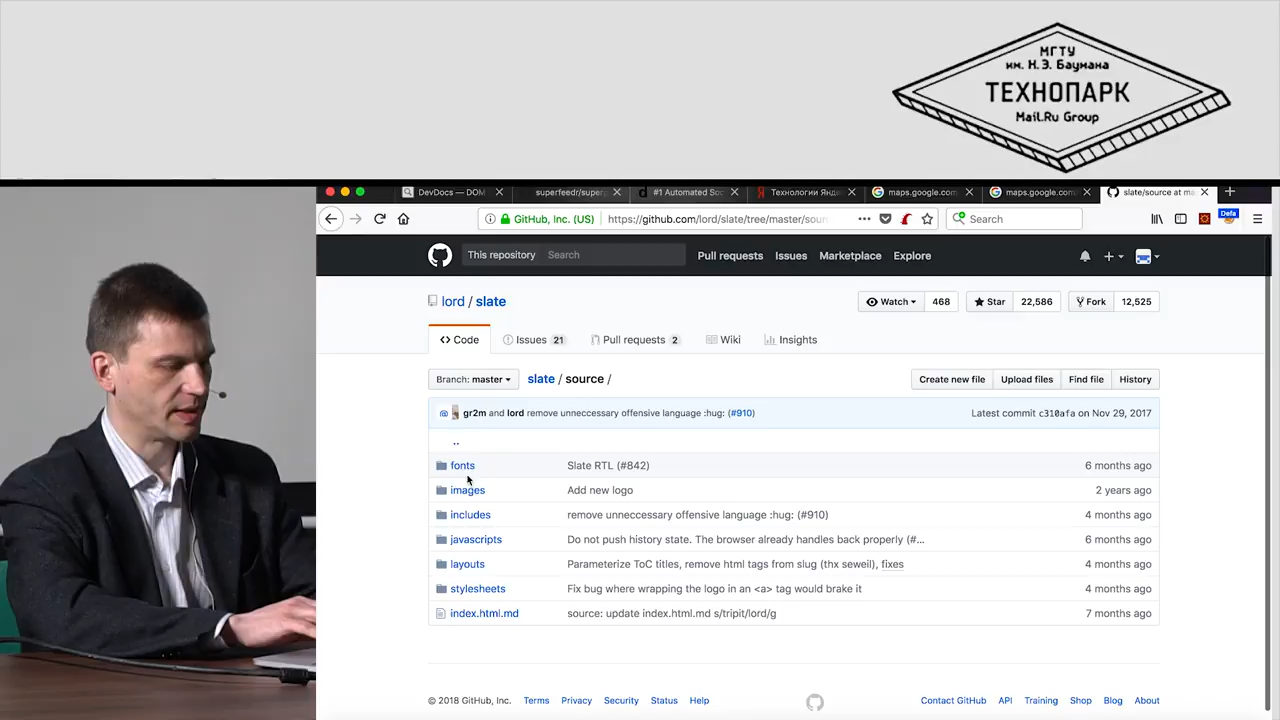 МГТУ
им. Н.Э. Баумана
ТЕХНОПАРК
Mail.Ru Group
DevDocs — DOM
superfeedr/super
#1 Automated Soc
Технологии Янд
maps.google.com
maps.google.com
slate/source at ma
GitHub, Inc. (US) https://github.com/lord/slate/tree/master/sour
Search
Defa
This repository Search Pull requests Issues Marketplace Explore
lord / slate
Watch 468 Star 22,586 Fork 12,525
Code Issues 21 Pull requests 2 Wiki Insights
Branch: master slate / source / Create new file Upload files Find file History
gr2m and lord remove unneccessary offensive language :hug: (#910) Latest commit c310afa on Nov 29, 2017
..
fonts Slate RTL (#842) 6 months ago
images Add new logo 2 years ago
includes remove unneccessary offensive language :hug: (#910) 4 months ago
javascripts Do not push history state. The browser already handles back properly (#... 6 months ago
layouts Parameterize ToC titles, remove html tags from slug (thx sewell), fixes 4 months ago
stylesheets Fix bug where wrapping the logo in an <a> tag would brake it 4 months ago
index.html.md source: update index.html.md s/tripit/lord/g 7 months ago
© 2018 GitHub, Inc. Terms Privacy Security Status Help Contact GitHub API Training Shop Blog About